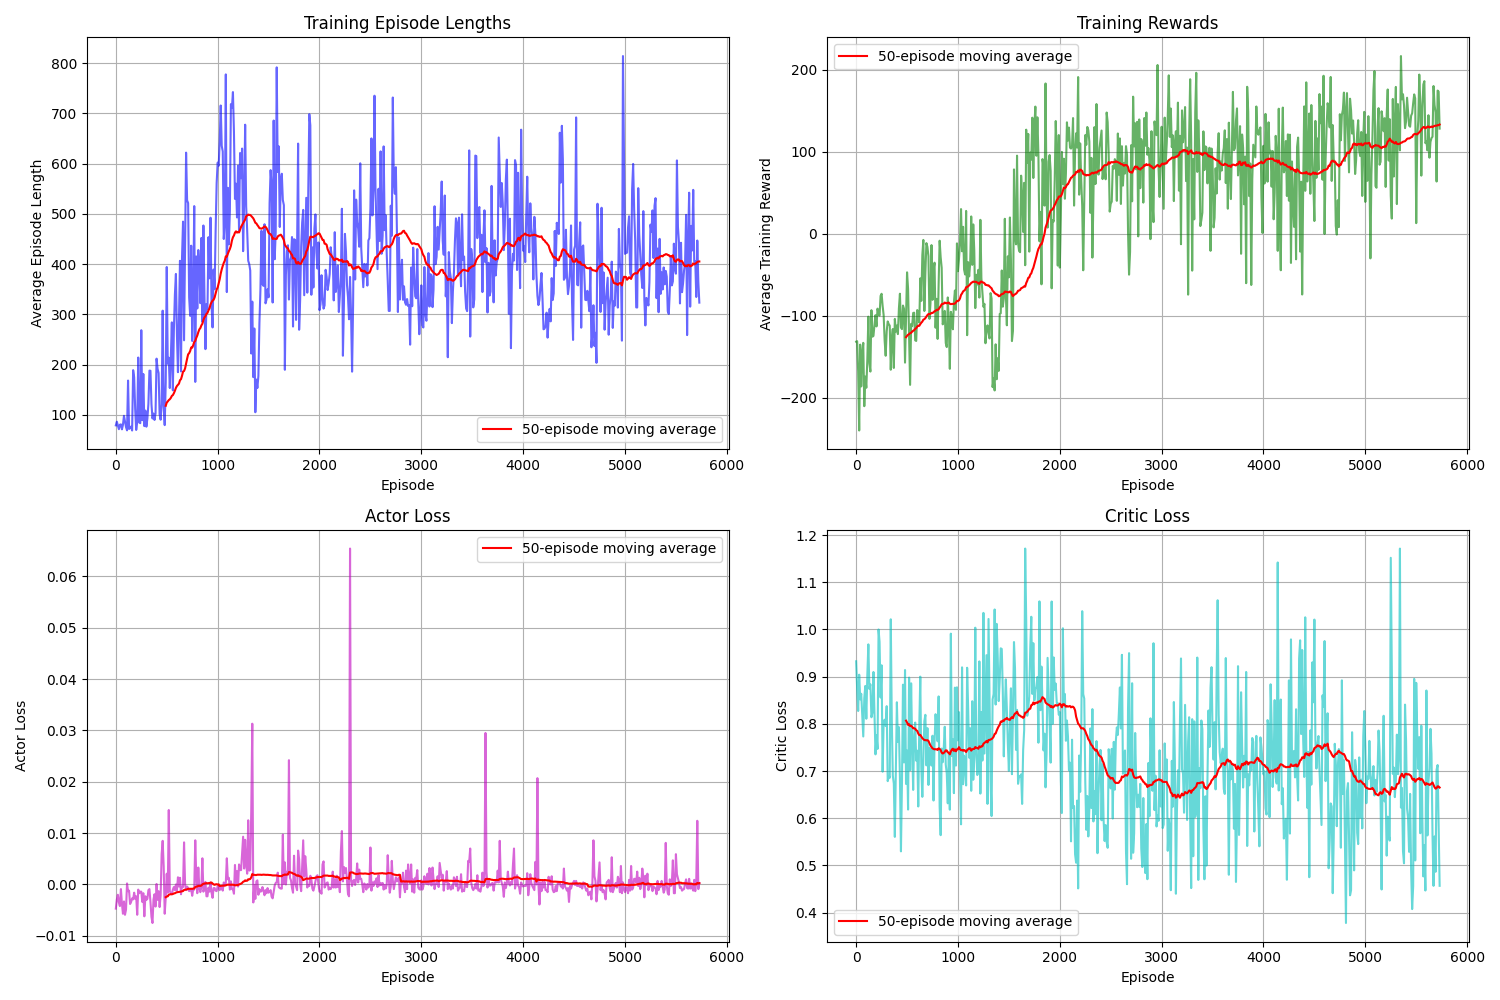 Training Episode Lengths
Average Episode Length
800
700
600
500
400
300
200
100
50-episode moving average
0 1000 2000 3000 4000 5000 6000
Episode
Training Rewards
Average Training Reward
50-episode moving average
200
100
0
−100
−200
0 1000 2000 3000 4000 5000 6000
Episode
Actor Loss
Actor Loss
50-episode moving average
0.06
0.05
0.04
0.03
0.02
0.01
0.00
−0.01
0 1000 2000 3000 4000 5000 6000
Episode
Critic Loss
Critic Loss
1.2
1.1
1.0
0.9
0.8
0.7
0.6
0.5
0.4
50-episode moving average
0 1000 2000 3000 4000 5000 6000
Episode